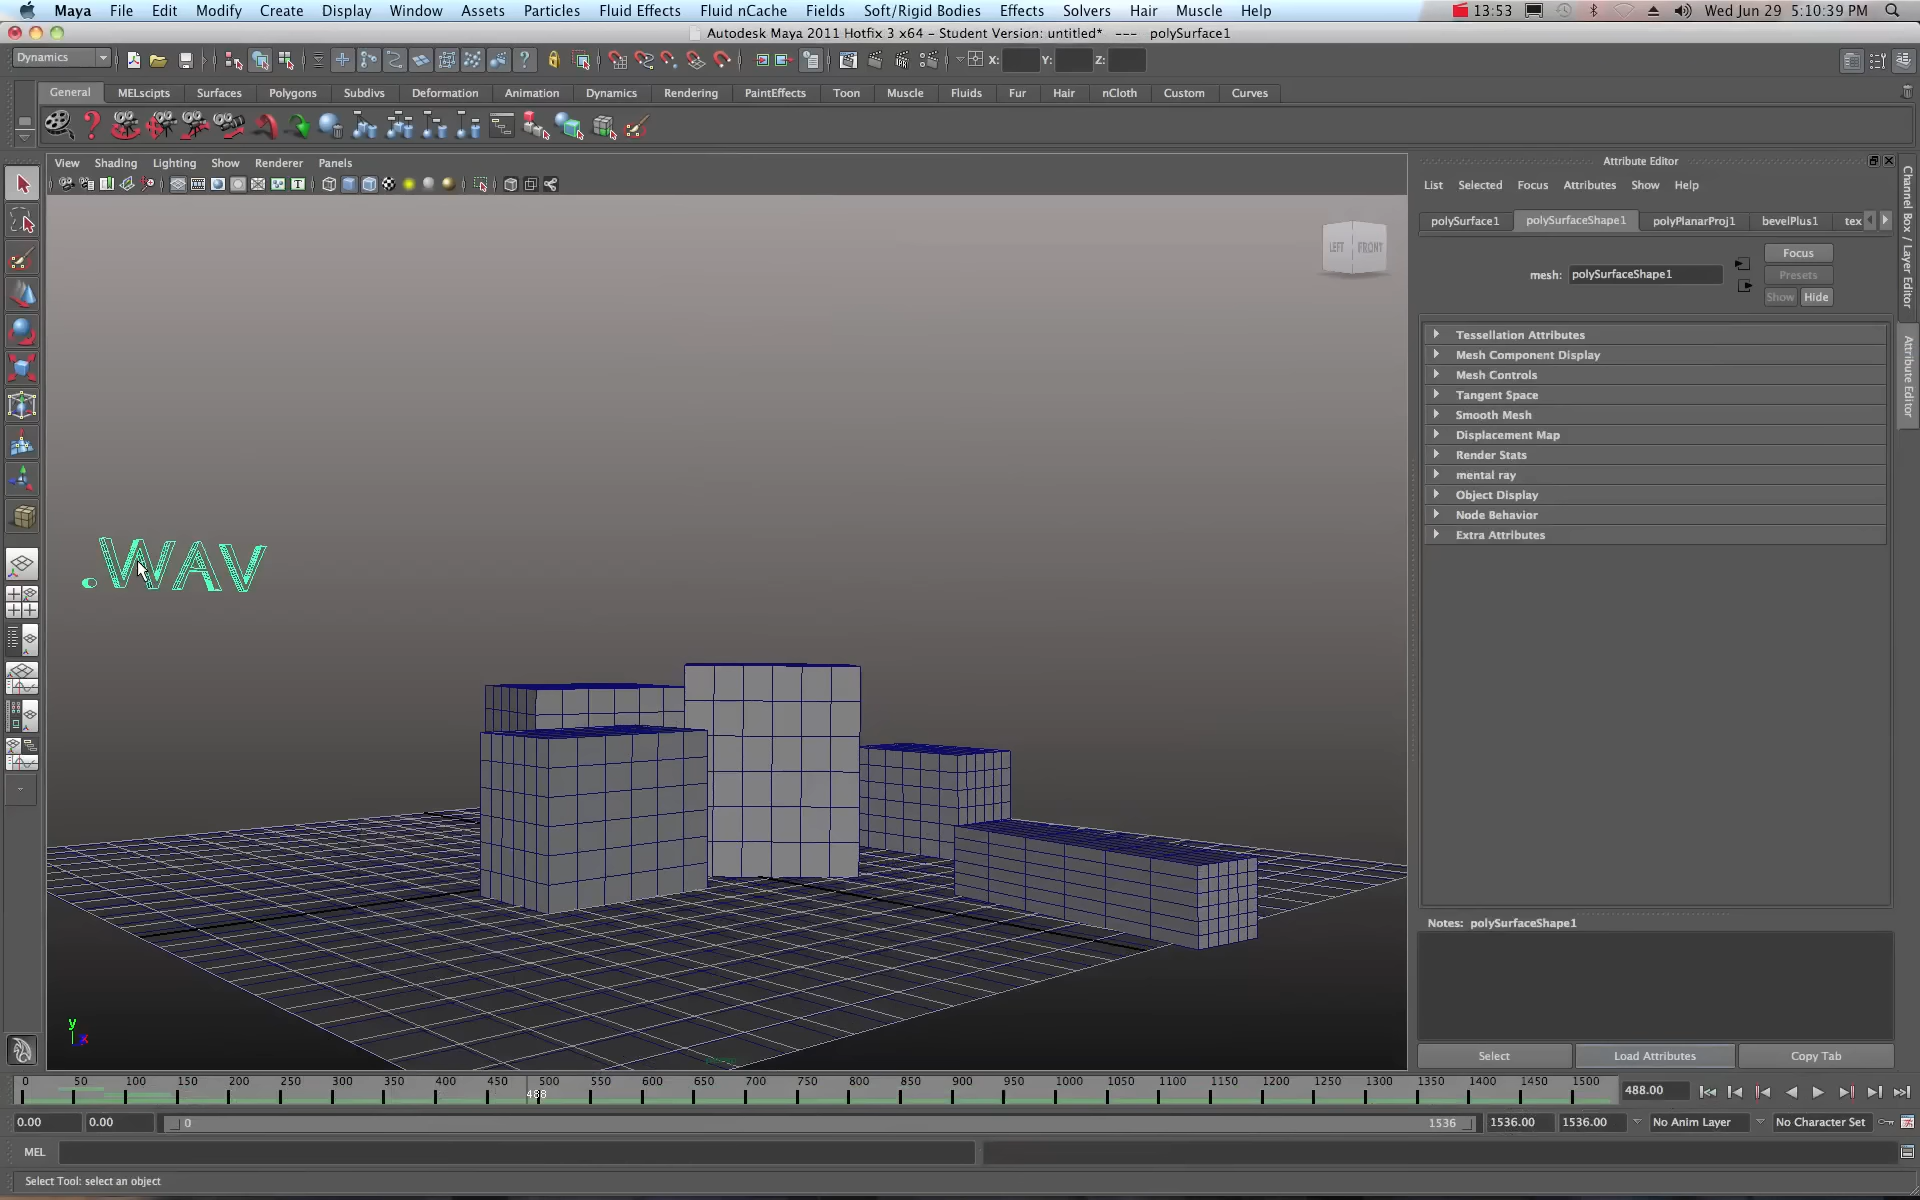 Maya File Edit Modify Create Display Window Assets Particles Fluid Effects Fluid nCache Fields Soft/Rigid Bodies Effects Solvers Hair Muscle Help 13:53 Wed Jun 29 5:10:39 PM
Autodesk Maya 2011 Hotfix 3 x64 - Student Version: untitled* --- polySurface1
Dynamics X: Y: Z:
General MELscipts Surfaces Polygons Subdivs Deformation Animation Dynamics Rendering PaintEffects Toon Muscle Fluids Fur Hair nCloth Custom Curves
View Shading Lighting Show Renderer Panels
Attribute Editor
List Selected Focus Attributes Show Help
polySurface1 polySurfaceShape1 polyPlanarProj1 bevelPlus1 tex
Focus
mesh: polySurfaceShape1
Presets
Show Hide
LEFT FRONT
Tessellation Attributes
Mesh Component Display
Mesh Controls
Tangent Space
Smooth Mesh
Displacement Map
Render Stats
mental ray
Object Display
Node Behavior
Extra Attributes
Channel Box / Layer Editor
Attribute Editor
.WAV
Notes: polySurfaceShape1
y
x
Select Load Attributes Copy Tab
0 50 100 150 200 250 300 350 400 450 500 550 600 650 700 750 800 850 900 950 1000 1050 1100 1150 1200 1250 1300 1350 1400 1450 1500
488 488.00
0.00 0.00 0 1536 1536.00 1536.00 No Anim Layer No Character Set
MEL
Select Tool: select an object